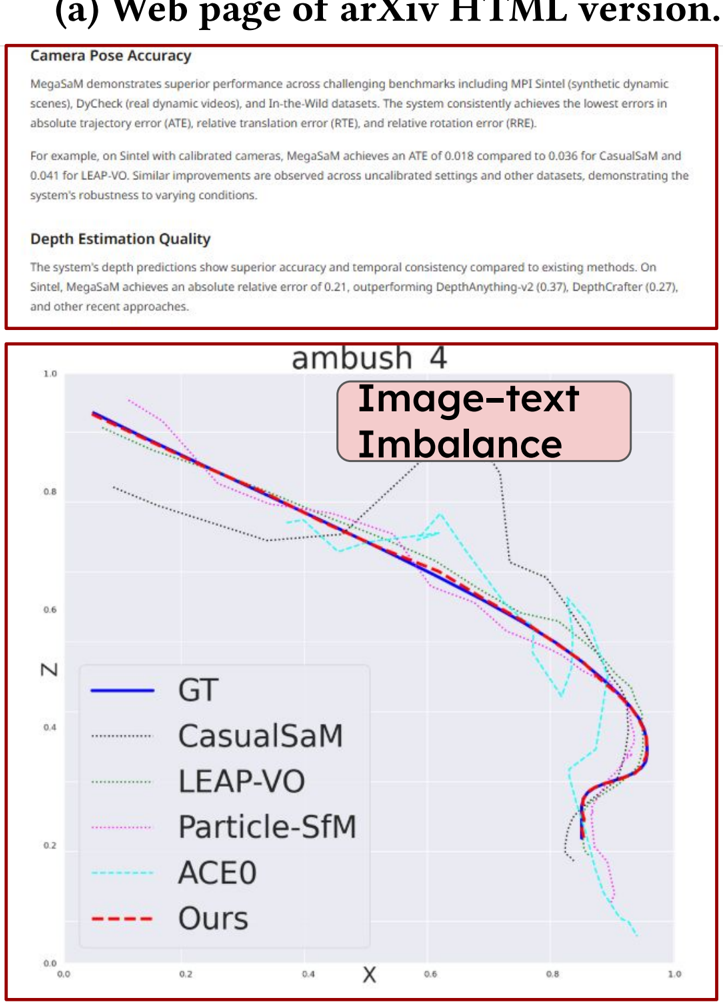 (a) Web page of arXiv HTML version.
Camera Pose Accuracy
MegaSaM demonstrates superior performance across challenging benchmarks including MPI Sintel (synthetic dynamic
scenes), DyCheck (real dynamic videos), and In-the-Wild datasets. The system consistently achieves the lowest errors in
absolute trajectory error (ATE), relative translation error (RTE), and relative rotation error (RRE).
For example, on Sintel with calibrated cameras, MegaSaM achieves an ATE of 0.018 compared to 0.036 for CasualSaM and
0.041 for LEAP-VO. Similar improvements are observed across uncalibrated settings and other datasets, demonstrating the
system's robustness to varying conditions.
Depth Estimation Quality
The system's depth predictions show superior accuracy and temporal consistency compared to existing methods. On
Sintel, MegaSaM achieves an absolute relative error of 0.21, outperforming DepthAnything-v2 (0.37), DepthCrafter (0.27),
and other recent approaches.
ambush 4
Image-text
Imbalance
1.0
0.8
0.6
0.4
0.2
0.0
Z
GT
CasualSaM
LEAP-VO
Particle-SfM
ACE0
Ours
0.0 0.2 0.4 0.6 0.8 1.0
X